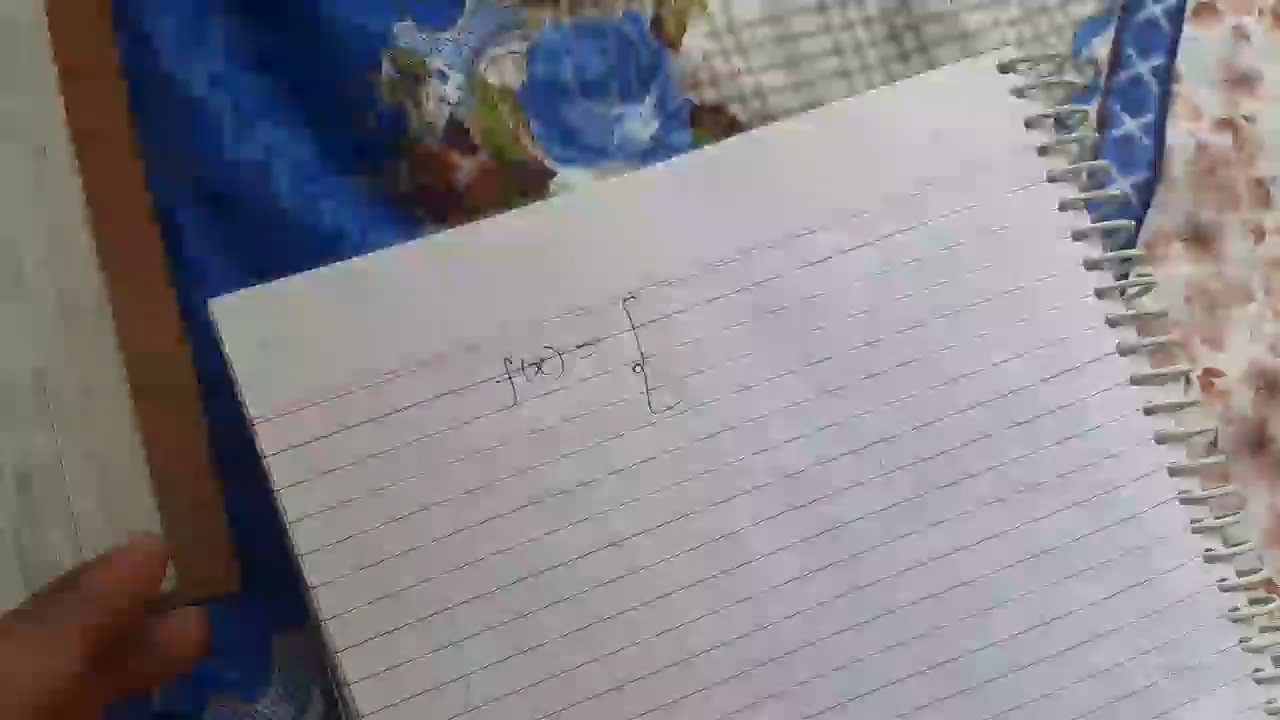 f(x) = {